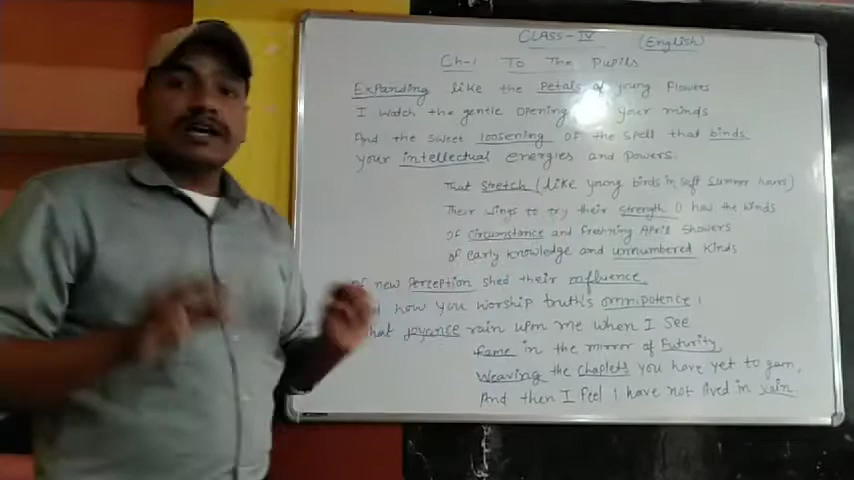 CLASS-IV
(English)
Ch-1 To The Pupils
Expanding like the petals of young Flowers
I watch the gentle opening of your minds
And the sweet loosening of the spell that binds
your intellectual energies and powers.
That stretch (like young birds in soft summer hours)
Their wings to try their strength O how the winds
of circumstance and freshning April showers
of early knowledge and unnumbered kinds
of new perception shed their influence
how you worship truth's omnipotence!
What joyance rain upon me when I see
Fame in the mirror of Futurity
Weaving the chaplets you have yet to gain,
And then I feel I have not lived in vain